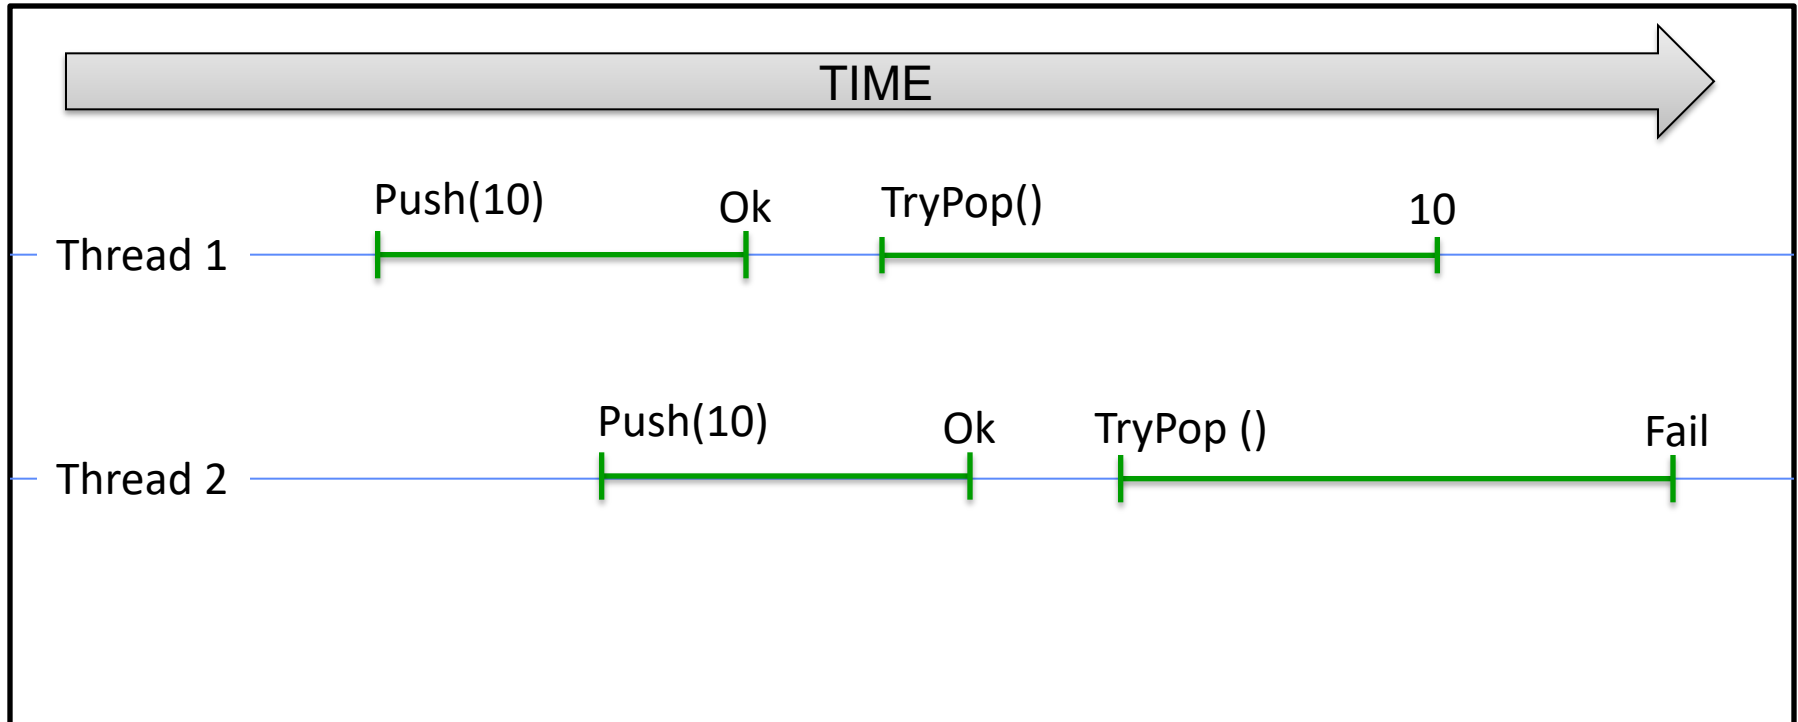 TIME
Push(10)
Ok
TryPop()
10
Thread 1
Push(10)
Ok
TryPop ()
Fail
Thread 2